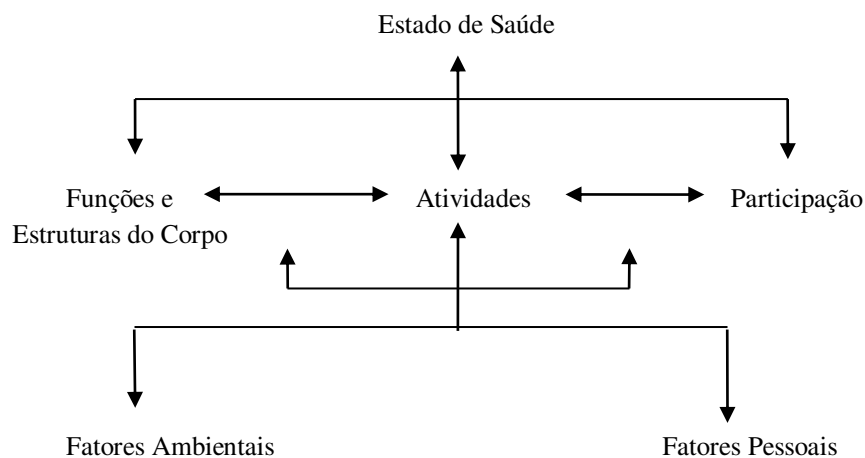 Estado de Saúde
Funções e
Estruturas do Corpo
Atividades
Participação
Fatores Ambientais
Fatores Pessoais